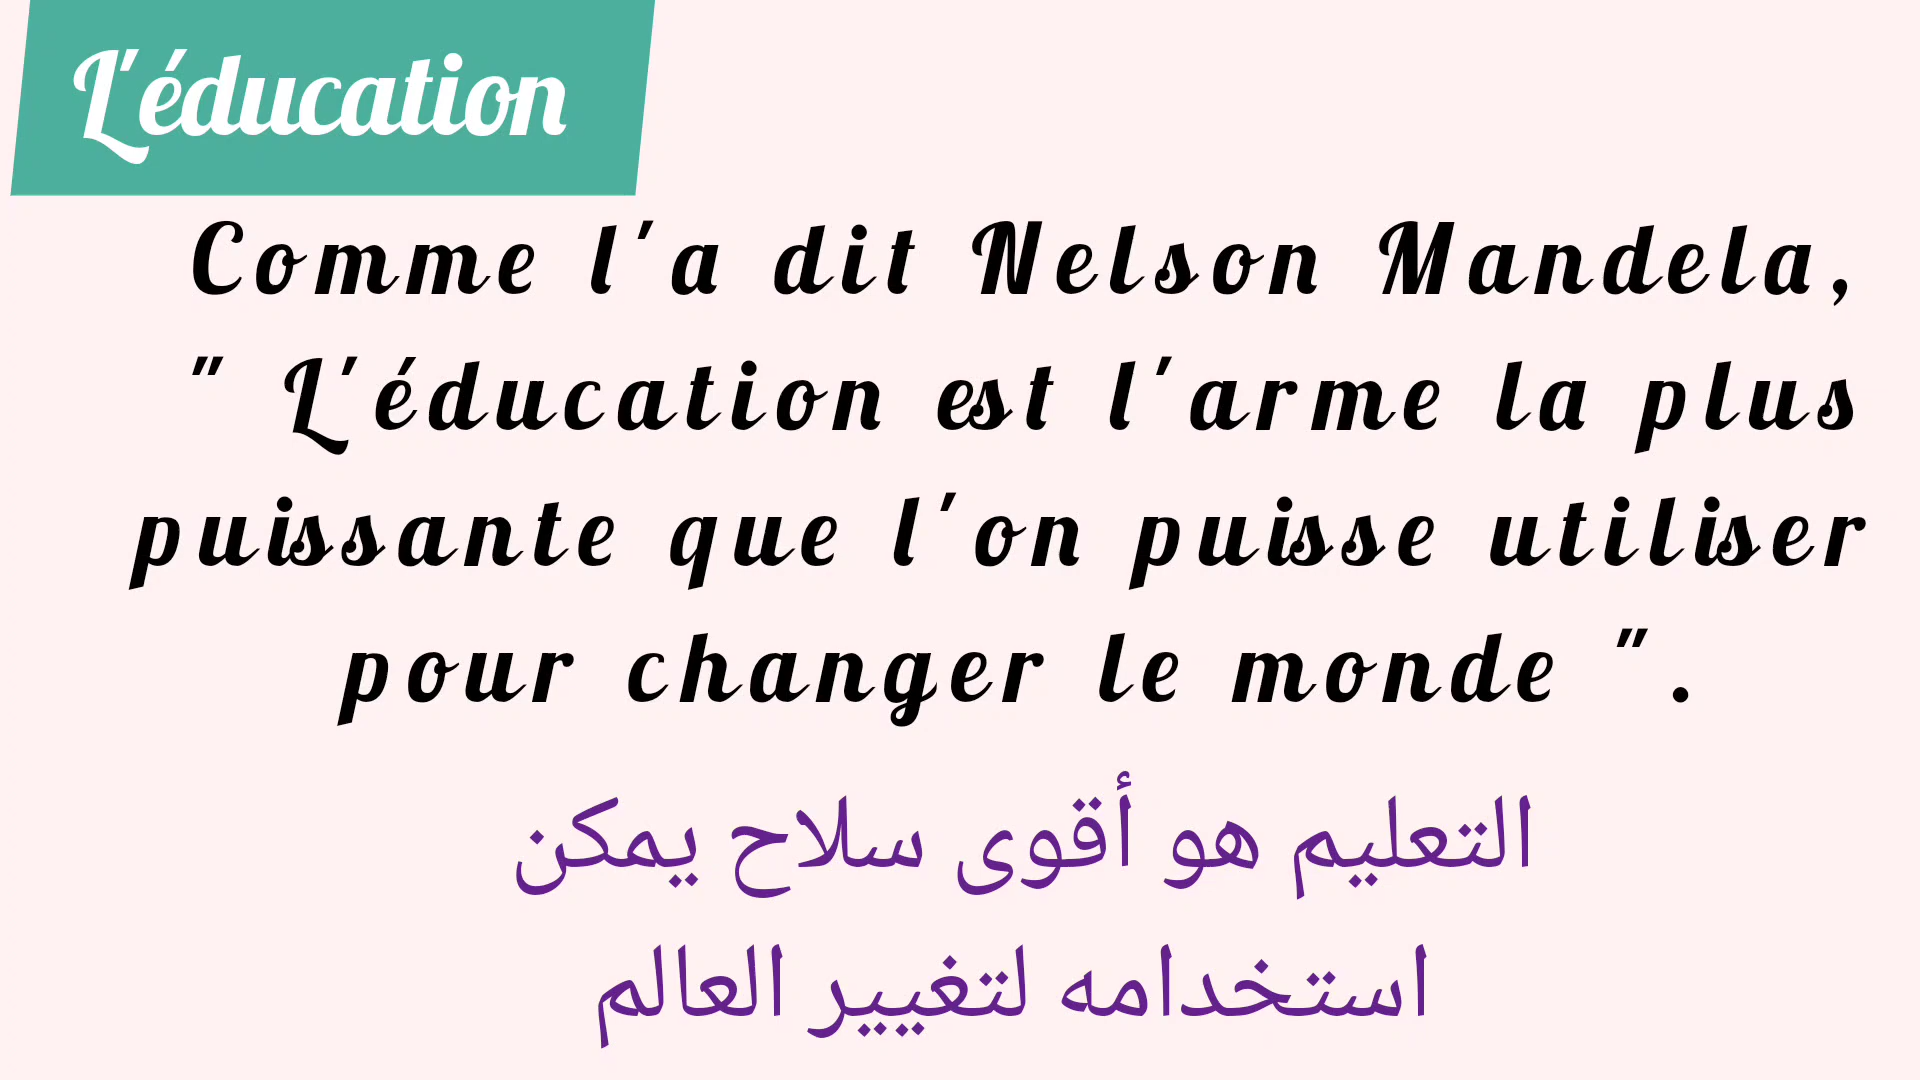 L'éducation
Comme l'a dit Nelson Mandela,
" L'éducation est l'arme la plus
puissante que l'on puisse utiliser
pour changer le monde ".
التعليم هو أقوى سلاح يمكن
استخدامه لتغيير العالم